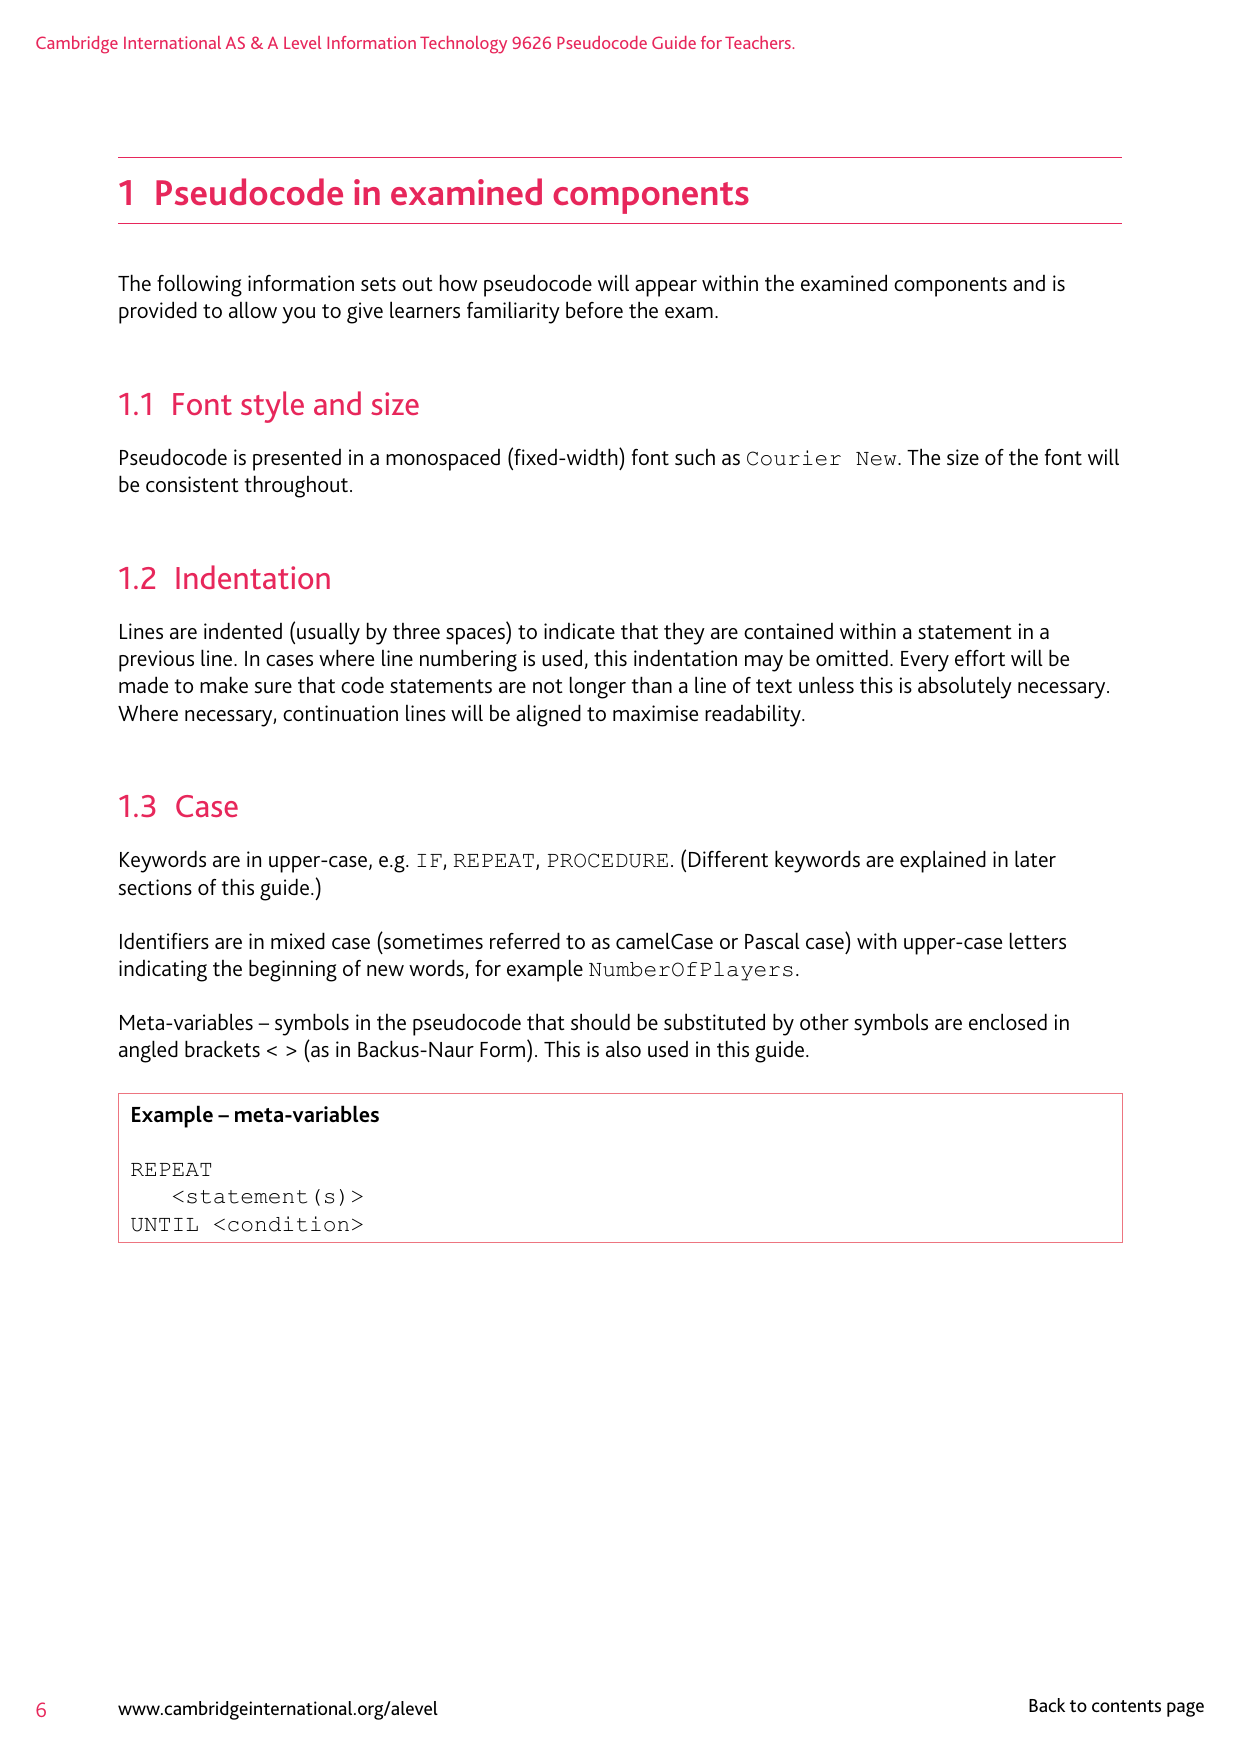 Cambridge International AS & A Level Information Technology 9626 Pseudocode Guide for Teachers.
1 Pseudocode in examined components
The following information sets out how pseudocode will appear within the examined components and is
provided to allow you to give learners familiarity before the exam.
1.1 Font style and size
Pseudocode is presented in a monospaced (fixed-width) font such as Courier New. The size of the font will
be consistent throughout.
1.2 Indentation
Lines are indented (usually by three spaces) to indicate that they are contained within a statement in a
previous line. In cases where line numbering is used, this indentation may be omitted. Every effort will be
made to make sure that code statements are not longer than a line of text unless this is absolutely necessary.
Where necessary, continuation lines will be aligned to maximise readability.
1.3 Case
Keywords are in upper-case, e.g. IF, REPEAT, PROCEDURE. (Different keywords are explained in later
sections of this guide.)
Identifiers are in mixed case (sometimes referred to as camelCase or Pascal case) with upper-case letters
indicating the beginning of new words, for example NumberOfPlayers.
Meta-variables – symbols in the pseudocode that should be substituted by other symbols are enclosed in
angled brackets < > (as in Backus-Naur Form). This is also used in this guide.
Example – meta-variables
REPEAT
   <statement(s)>
UNTIL <condition>
6
www.cambridgeinternational.org/alevel
Back to contents page